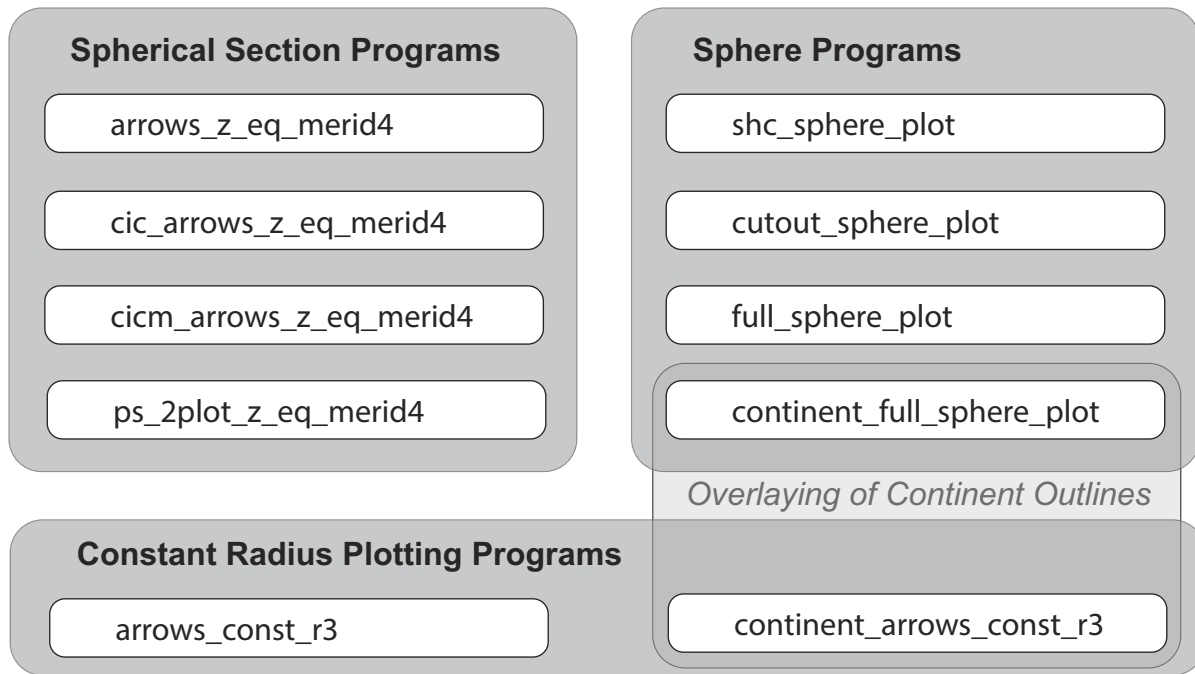 Spherical Section Programs
arrows_z_eq_merid4
cic_arrows_z_eq_merid4
cicm_arrows_z_eq_merid4
ps_2plot_z_eq_merid4
Sphere Programs
shc_sphere_plot
cutout_sphere_plot
full_sphere_plot
continent_full_sphere_plot
Overlaying of Continent Outlines
Constant Radius Plotting Programs
arrows_const_r3
continent_arrows_const_r3